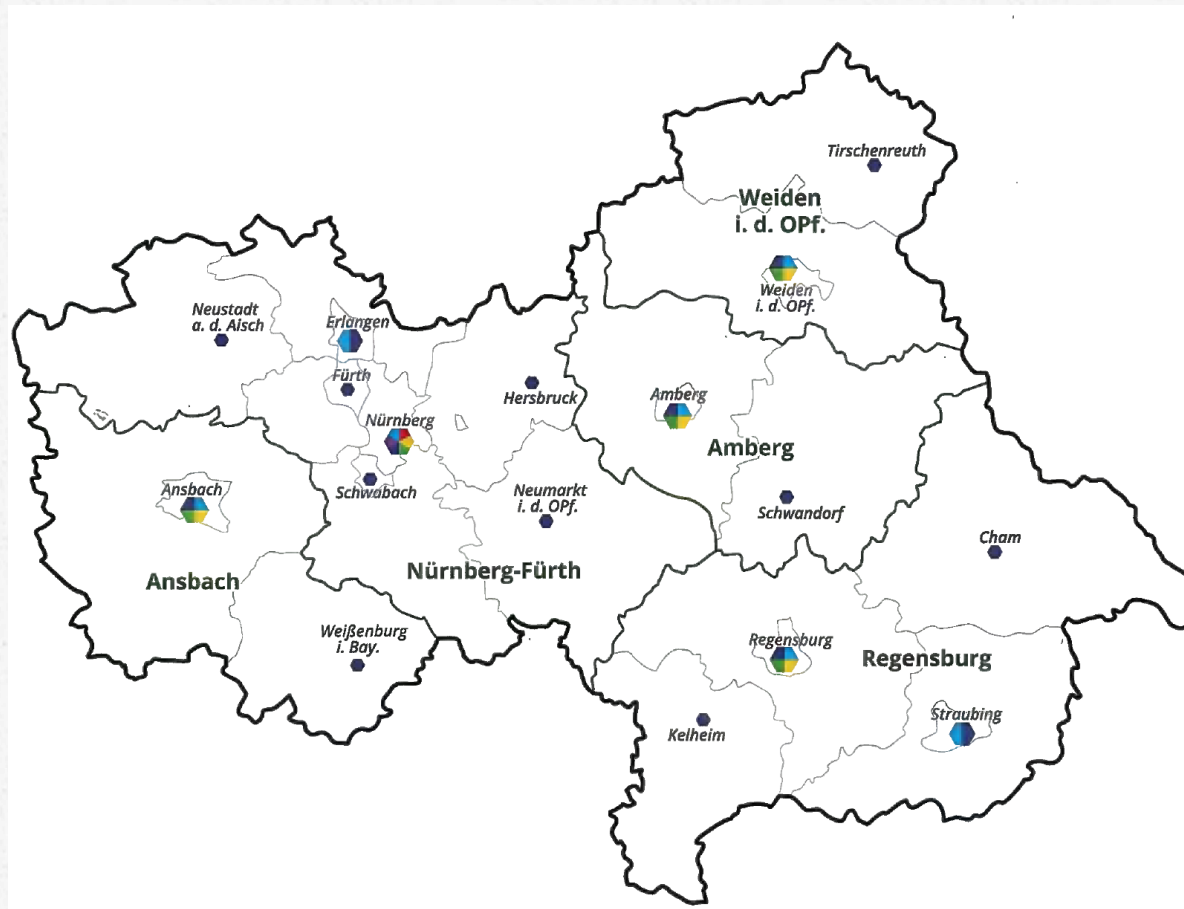 Tirschenreuth
Weiden
i. d. OPf.
Weiden
i. d. OPf.
Neustadt
a. d. Aisch
Erlangen
Fürth
Hersbruck
Nürnberg
Amberg
Amberg
Schwabach
Ansbach
Neumarkt
i. d. OPf.
Schwandorf
Cham
Ansbach
Nürnberg-Fürth
Weißenburg
i. Bay.
Regensburg
Regensburg
Straubing
Kelheim